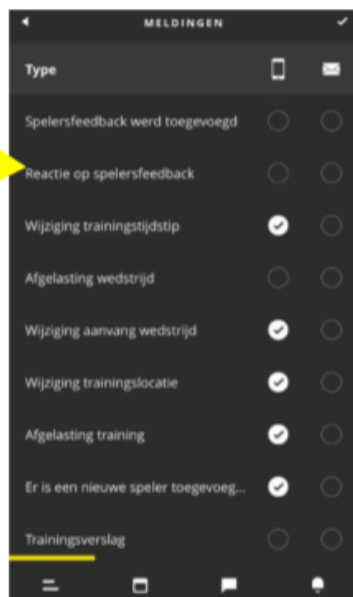 MELDINGEN
Type
Spelersfeedback werd toegevoegd
Reactie op spelersfeedback
Wijziging trainingstijdstip
Afgelasting wedstrijd
Wijziging aanvang wedstrijd
Wijziging trainingslocatie
Afgelasting training
Er is een nieuwe speler toegevoeg...
Trainingsverslag